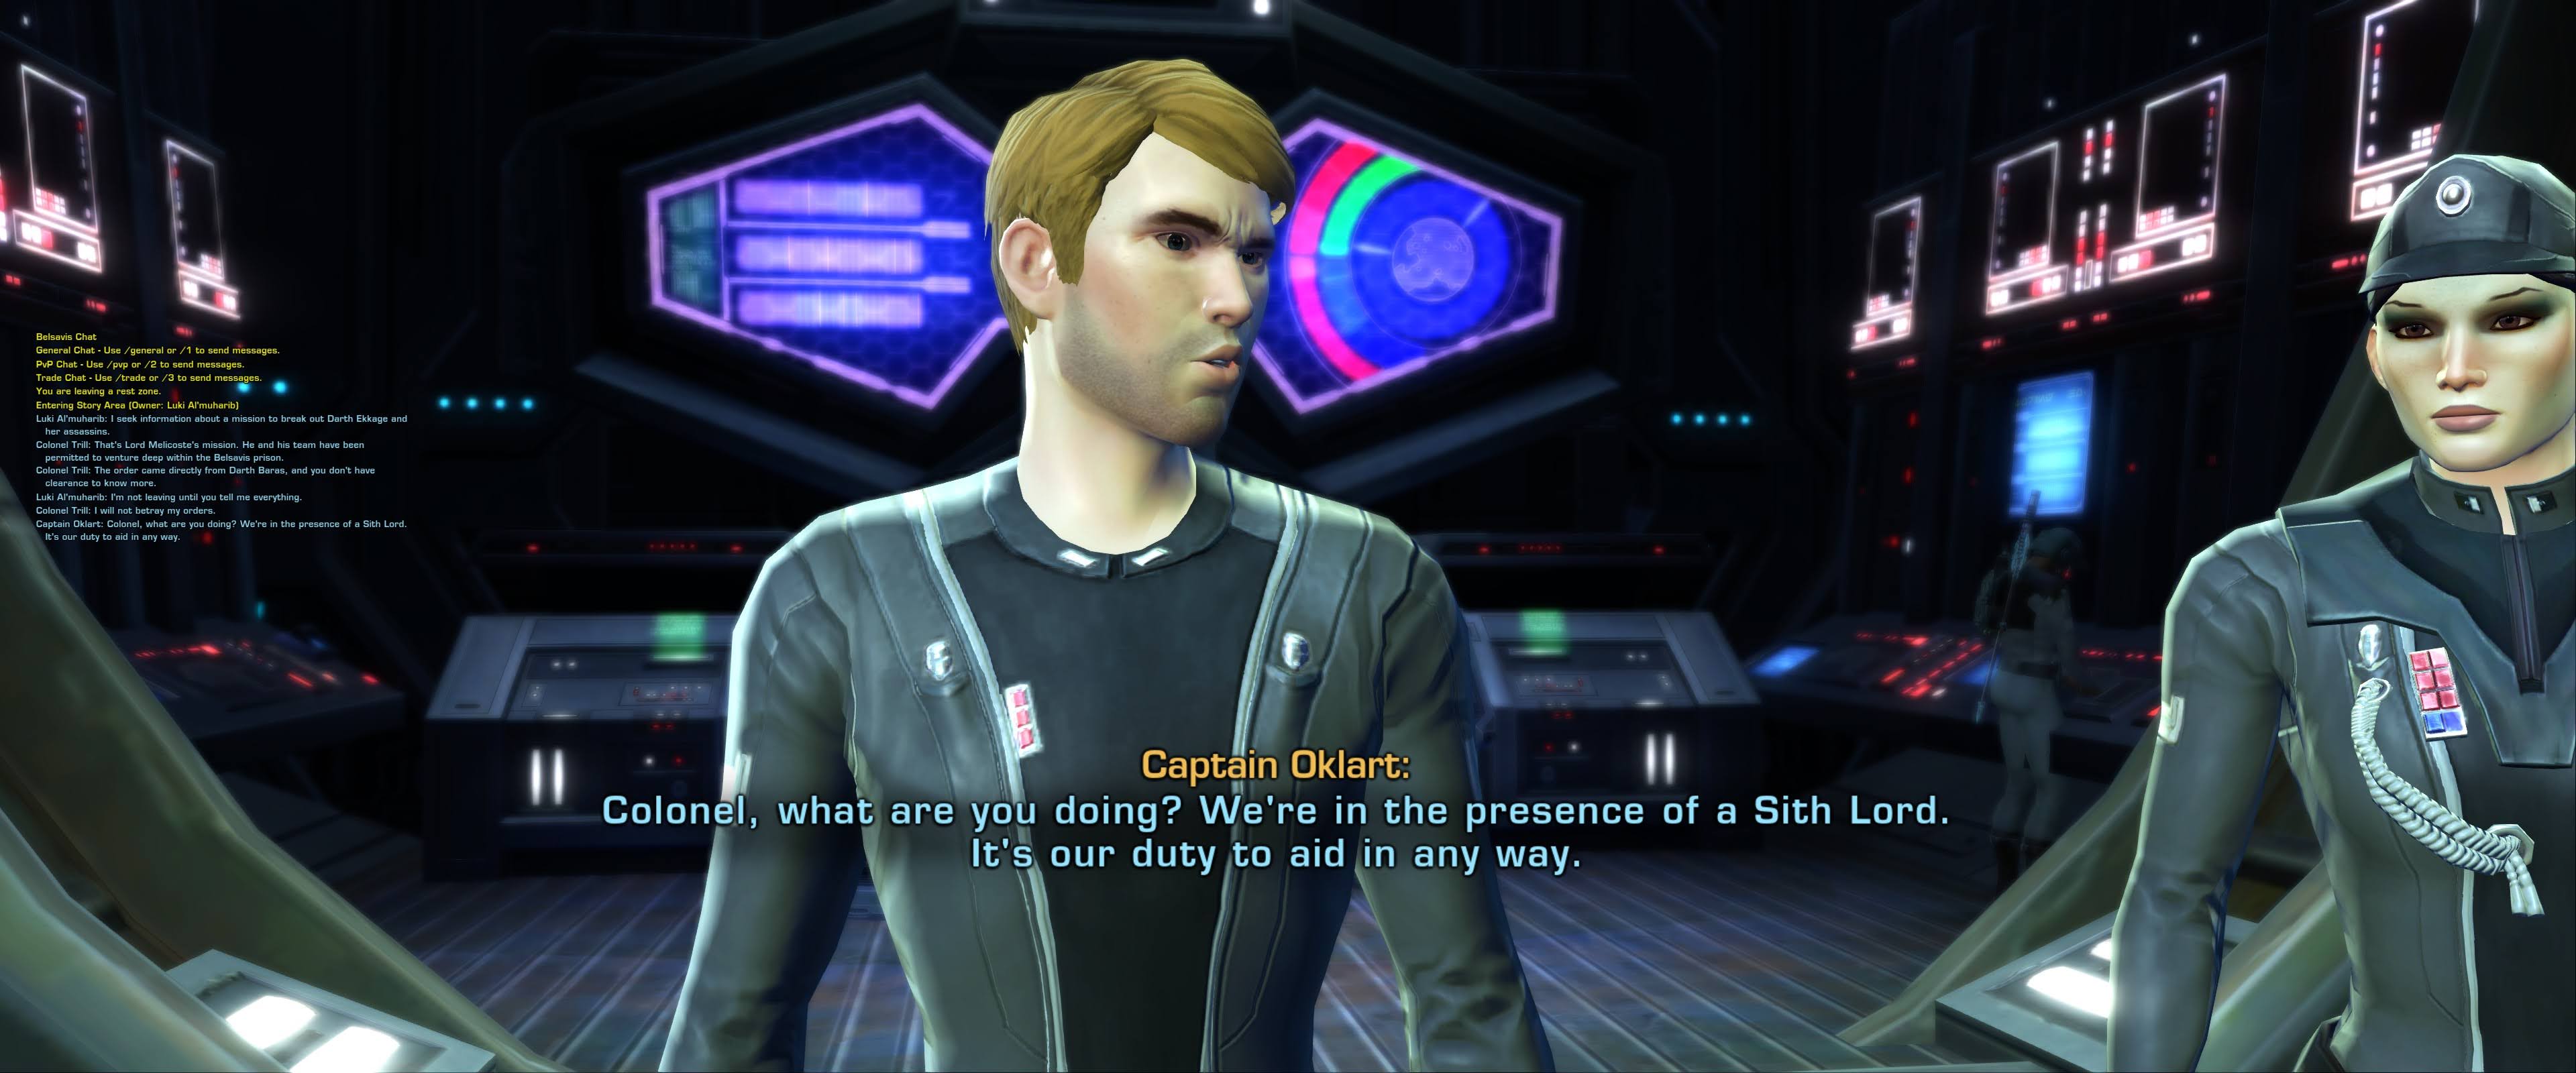 Belsavis Chat
General Chat - Use /general or /1 to send messages.
PvP Chat - Use /pvp or /2 to send messages.
Trade Chat - Use /trade or /3 to send messages.
You are leaving a rest zone.
Entering Story Area (Owner: Luki Al'muharib)
Luki Al'muharib: I seek information about a mission to break out Darth Ekkage and
her assassins.
Colonel Trill: That's Lord Melicoste's mission. He and his team have been
permitted to venture deep within the Belsavis prison.
Colonel Trill: The order came directly from Darth Baras, and you don't have
clearance to know more.
Luki Al'muharib: I'm not leaving until you tell me everything.
Colonel Trill: I will not betray my orders.
Captain Oklart: Colonel, what are you doing? We're in the presence of a Sith Lord.
It's our duty to aid in any way.
Captain Oklart:
Colonel, what are you doing? We're in the presence of a Sith Lord.
It's our duty to aid in any way.